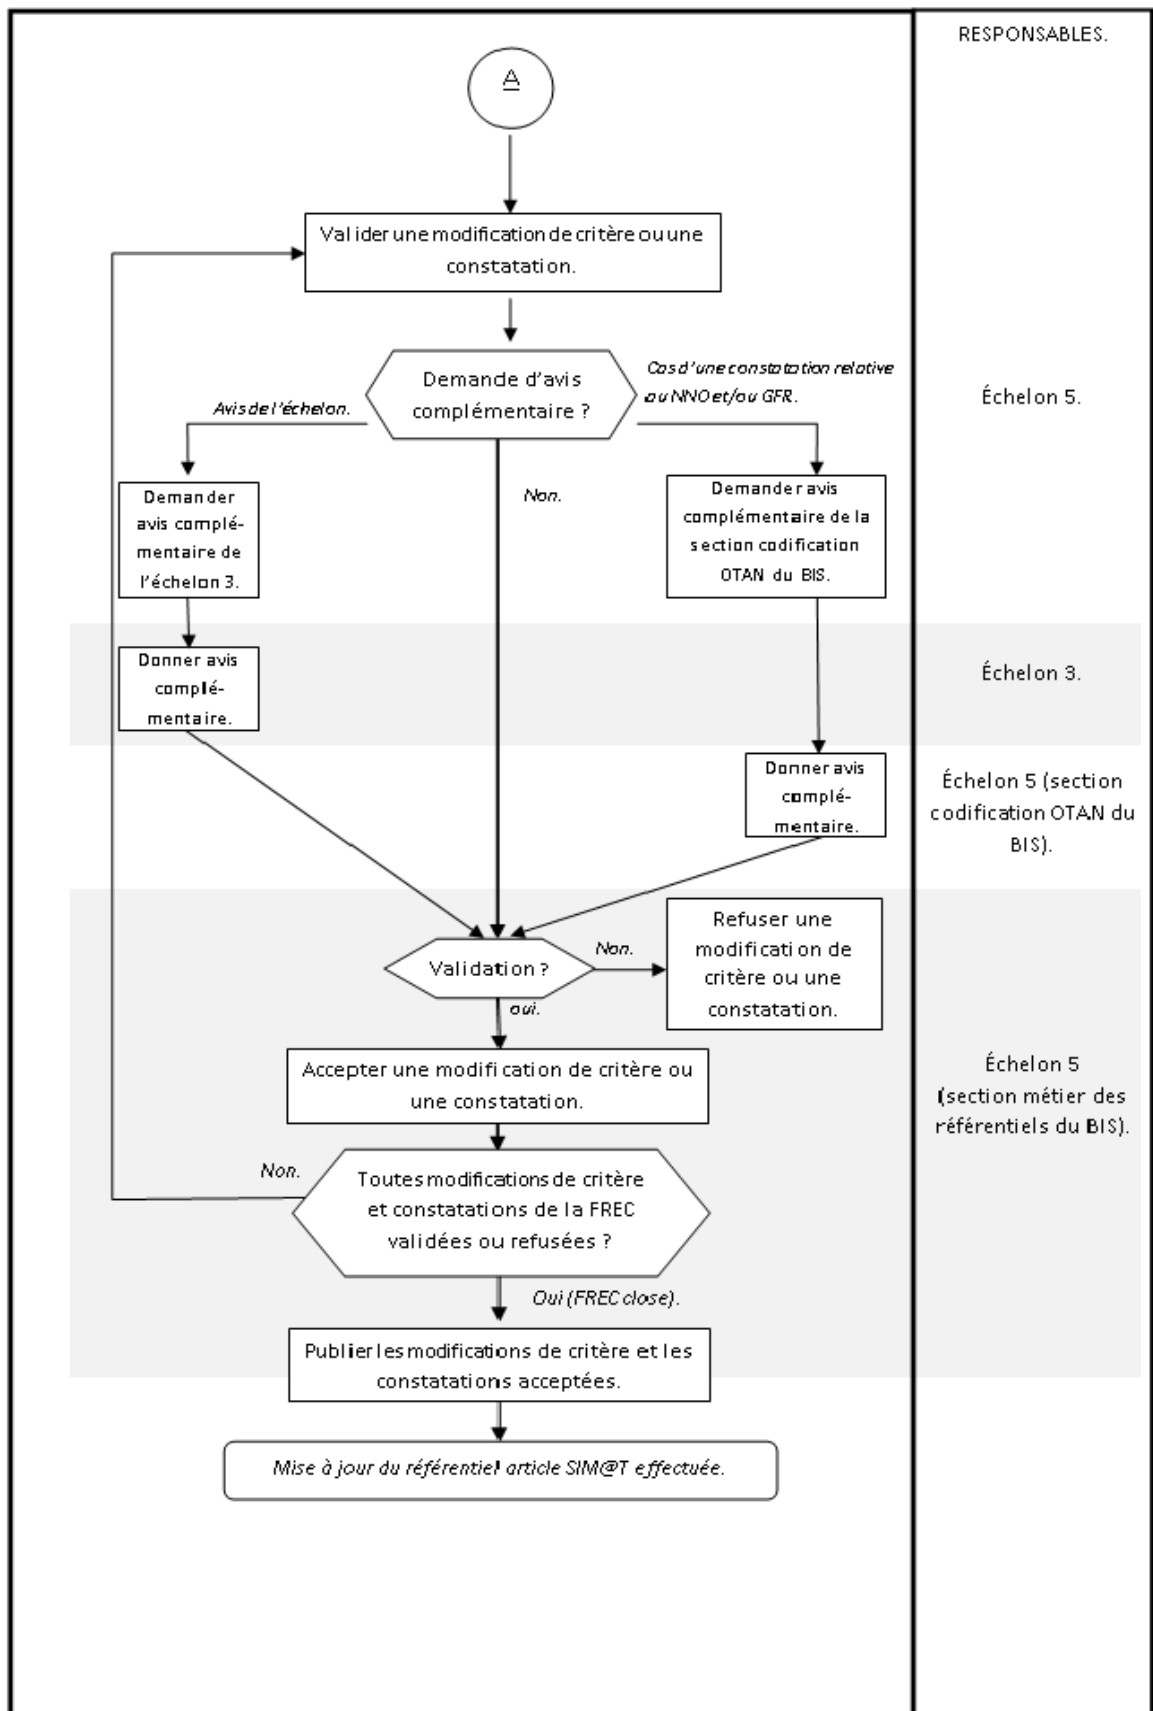 RESPONSABLES.
A
Valider une modification de critère ou une
constatation.
Demande d'avis
complémentaire ?
Cas d'une constatation relative
au NNO et/ou GFR.
Avis de l'échelon.
Échelon 5.
Non.
Demander
avis complé-
mentaire de
l'échelon 3.
Demander avis
complémentaire de la
section codification
OTAN du BIS.
Donner avis
complé-
mentaire.
Échelon 3.
Donner avis
complé-
mentaire.
Échelon 5 (section
codification OTAN du
BIS).
Validation ?
Non.
Refuser une
modification de
critère ou une
constatation.
oui.
Accepter une modification de critère ou
une constatation.
Échelon 5
(section métier des
référentiels du BIS).
Non.
Toutes modifications de critère
et constatations de la FREC
validées ou refusées ?
Oui (FREC close).
Publier les modifications de critère et les
constatations acceptées.
Mise à jour du référentiel article SIM@T effectuée.